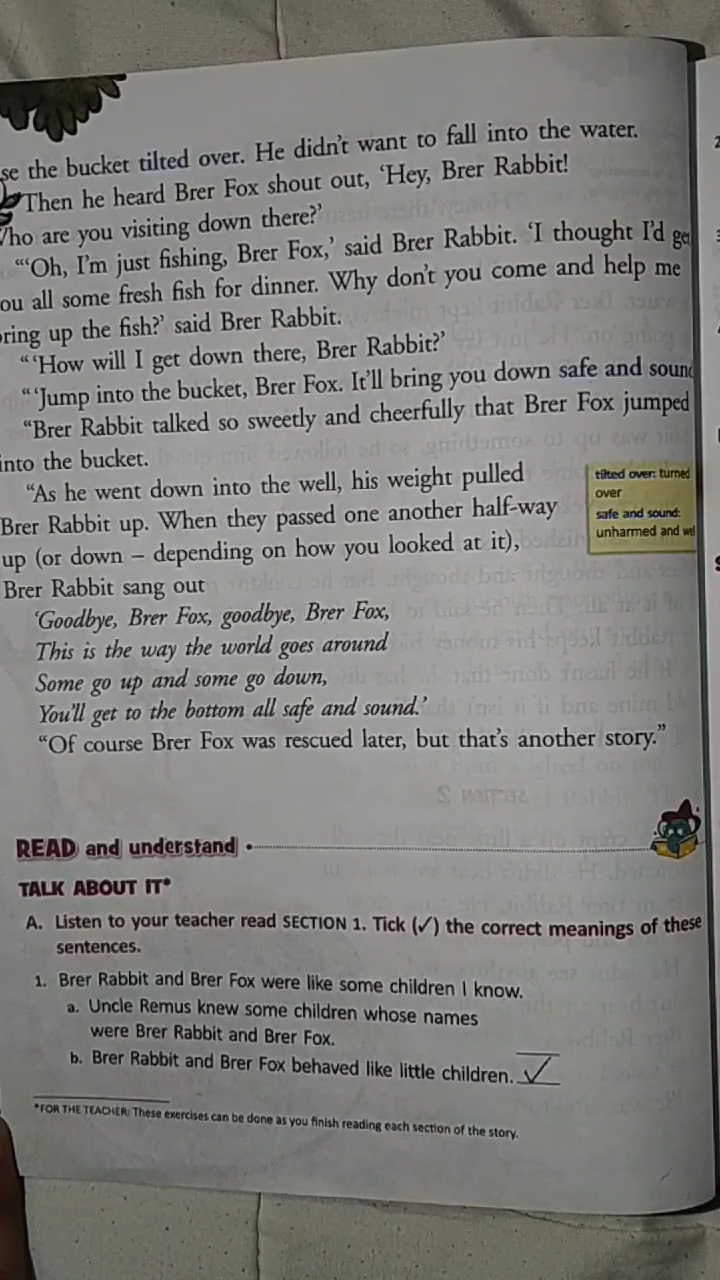 se the bucket tilted over. He didn't want to fall into the water.
Then he heard Brer Fox shout out, 'Hey, Brer Rabbit!
Who are you visiting down there?'
"'Oh, I'm just fishing, Brer Fox,' said Brer Rabbit. 'I thought I'd ge
ou all some fresh fish for dinner. Why don't you come and help me
bring up the fish?' said Brer Rabbit.
"'How will I get down there, Brer Rabbit?'
"'Jump into the bucket, Brer Fox. It'll bring you down safe and sound
"Brer Rabbit talked so sweetly and cheerfully that Brer Fox jumped
into the bucket.
"As he went down into the well, his weight pulled
Brer Rabbit up. When they passed one another half-way
up (or down – depending on how you looked at it),
Brer Rabbit sang out
'Goodbye, Brer Fox, goodbye, Brer Fox,
This is the way the world goes around
Some go up and some go down,
You'll get to the bottom all safe and sound.'
"Of course Brer Fox was rescued later, but that's another story."
tilted over: turned
over
safe and sound:
unharmed and wel
READ and understand
TALK ABOUT IT*
A. Listen to your teacher read SECTION 1. Tick (✓) the correct meanings of these
sentences.
1. Brer Rabbit and Brer Fox were like some children I know.
a. Uncle Remus knew some children whose names
were Brer Rabbit and Brer Fox.
b. Brer Rabbit and Brer Fox behaved like little children. ✓
*FOR THE TEACHER: These exercises can be done as you finish reading each section of the story.